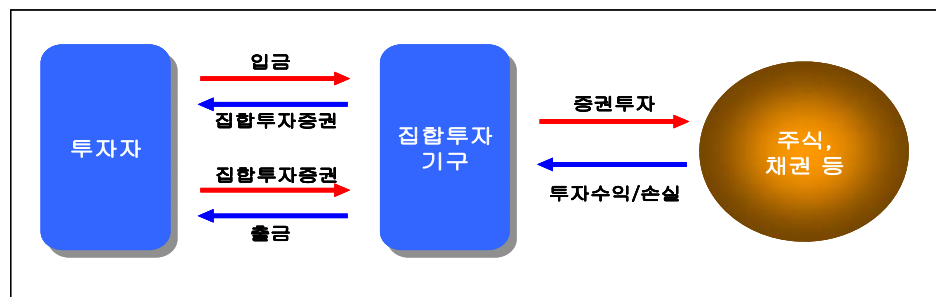 입금
집합투자증권
투자자
집합투자증권
출금
집합투자
기구
증권투자
투자수익/손실
주식,
채권 등